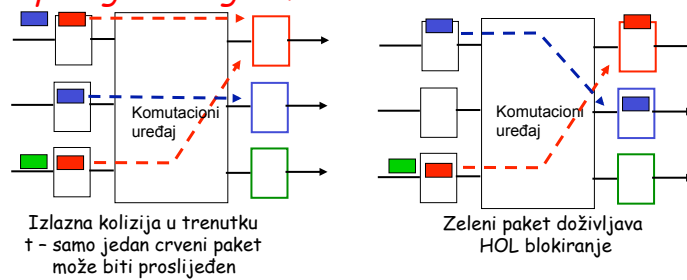 Komutacioni
uređaj
Komutacioni
uređaj
Izlazna kolizija u trenutku
t – samo jedan crveni paket
može biti proslijeđen
Zeleni paket doživljava
HOL blokiranje